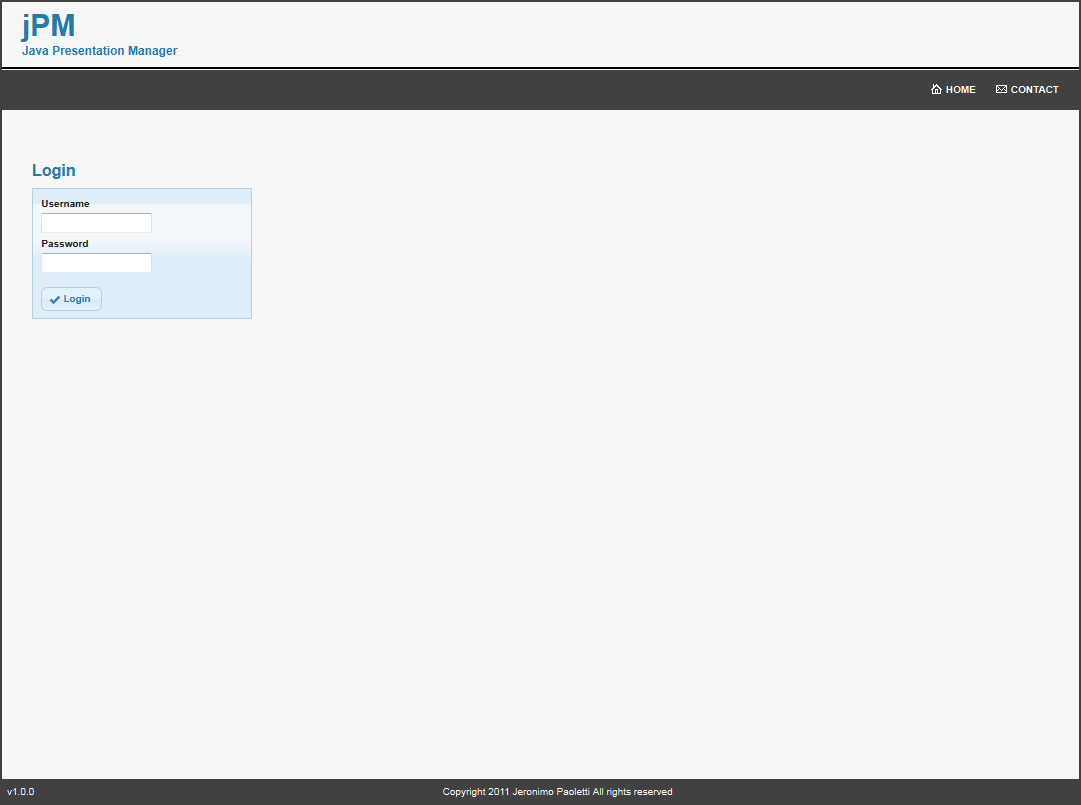 jPM
Java Presentation Manager
HOME CONTACT
Login
Username
Password
Login
v1.0.0 Copyright 2011 Jeronimo Paoletti All rights reserved